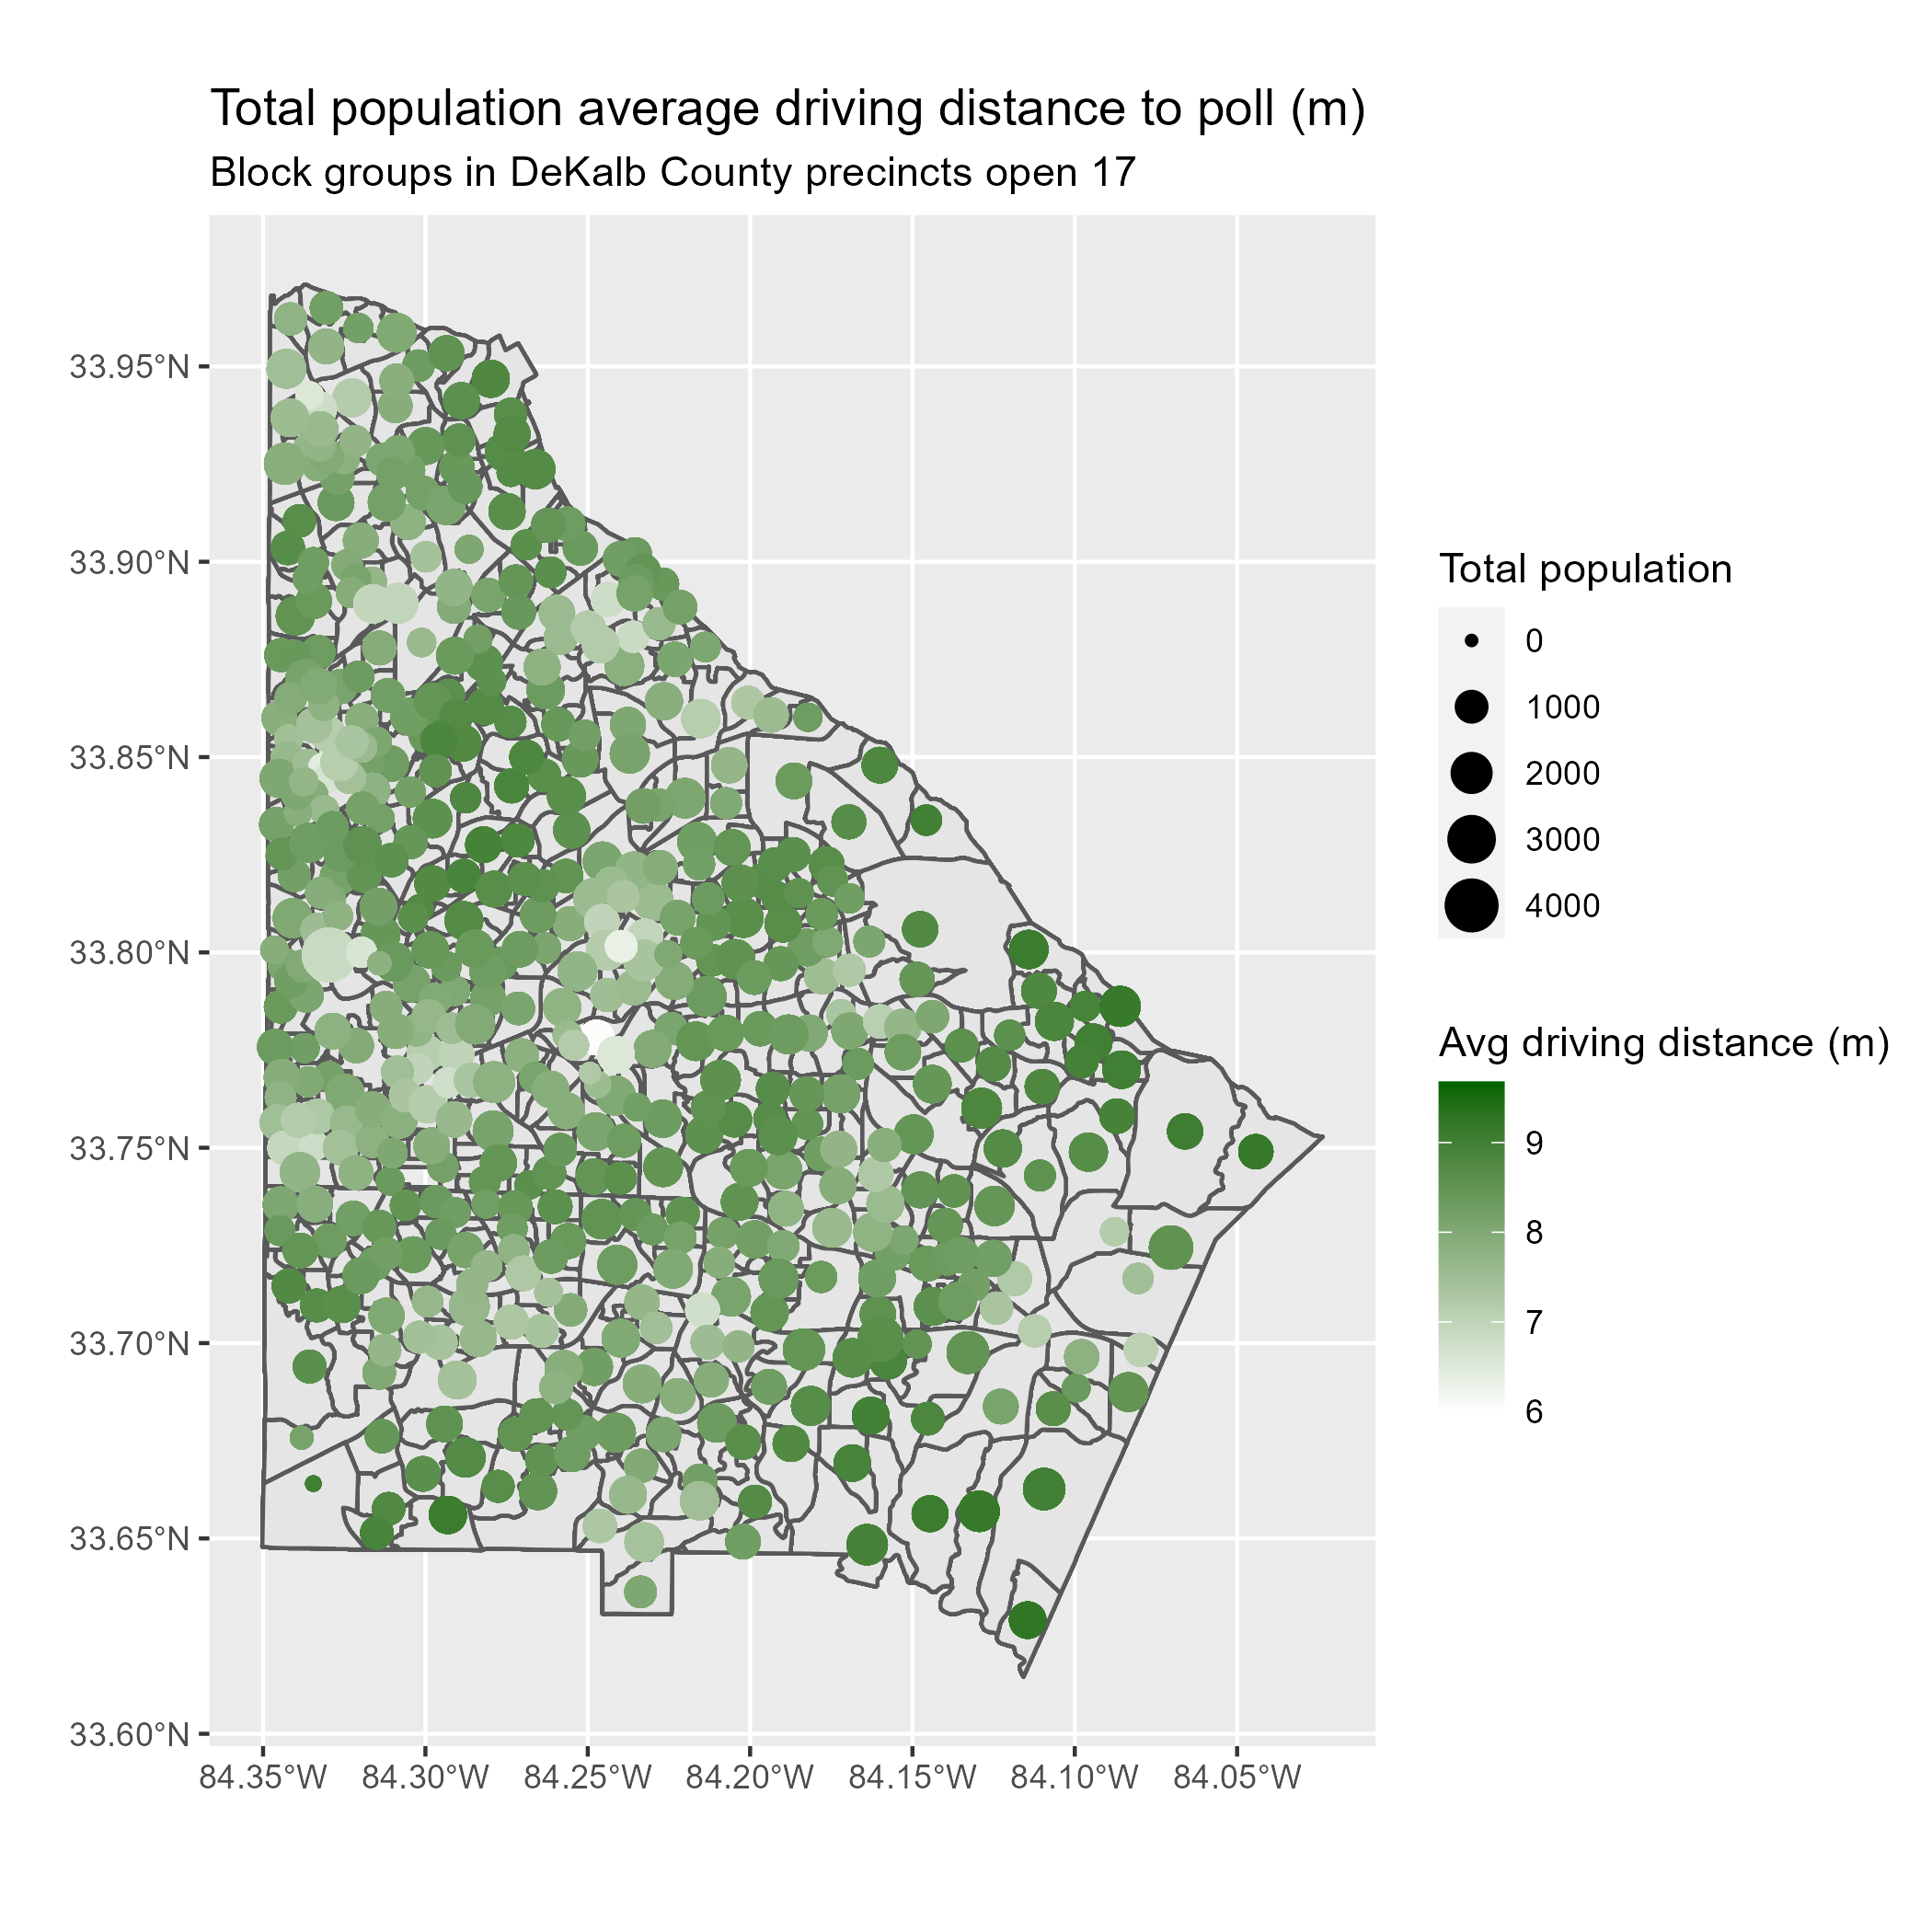 Total population average driving distance to poll (m)
Block groups in DeKalb County precincts open 17
33.95°N
33.90°N
33.85°N
33.80°N
33.75°N
33.70°N
33.65°N
33.60°N
84.35°W 84.30°W 84.25°W 84.20°W 84.15°W 84.10°W 84.05°W
Total population
0
1000
2000
3000
4000
Avg driving distance (m)
9
8
7
6